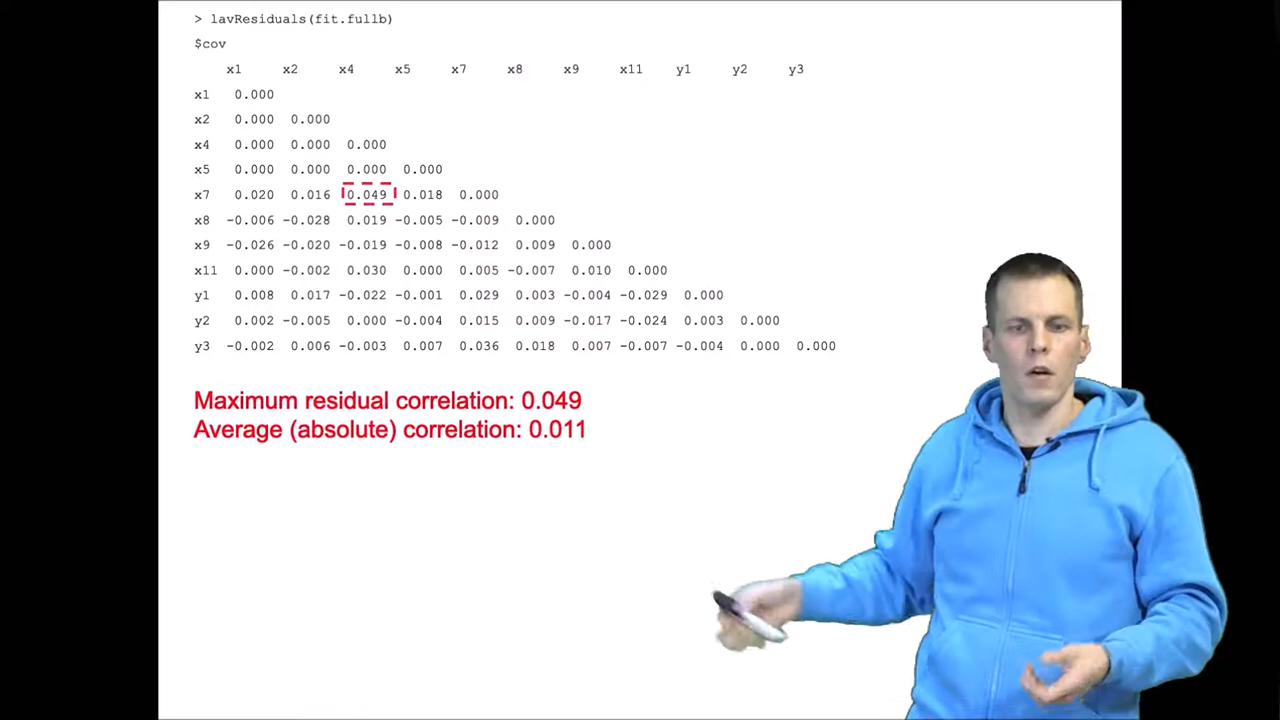 > lavResiduals(fit.fullb)
$cov
x1 x2 x4 x5 x7 x8 x9 x11 y1 y2 y3
x1 0.000
x2 0.000 0.000
x4 0.000 0.000 0.000
x5 0.000 0.000 0.000 0.000
x7 0.020 0.016 0.049 0.018 0.000
x8 -0.006 -0.028 0.019 -0.005 -0.009 0.000
x9 -0.026 -0.020 -0.019 -0.008 -0.012 0.009 0.000
x11 0.000 -0.002 0.030 0.000 0.005 -0.007 0.010 0.000
y1 0.008 0.017 -0.022 -0.001 0.029 0.003 -0.004 -0.029 0.000
y2 0.002 -0.005 0.000 -0.004 0.015 0.009 -0.017 -0.024 0.003 0.000
y3 -0.002 0.006 -0.003 0.007 0.036 0.018 0.007 -0.007 -0.004 0.000 0.000
Maximum residual correlation: 0.049
Average (absolute) correlation: 0.011